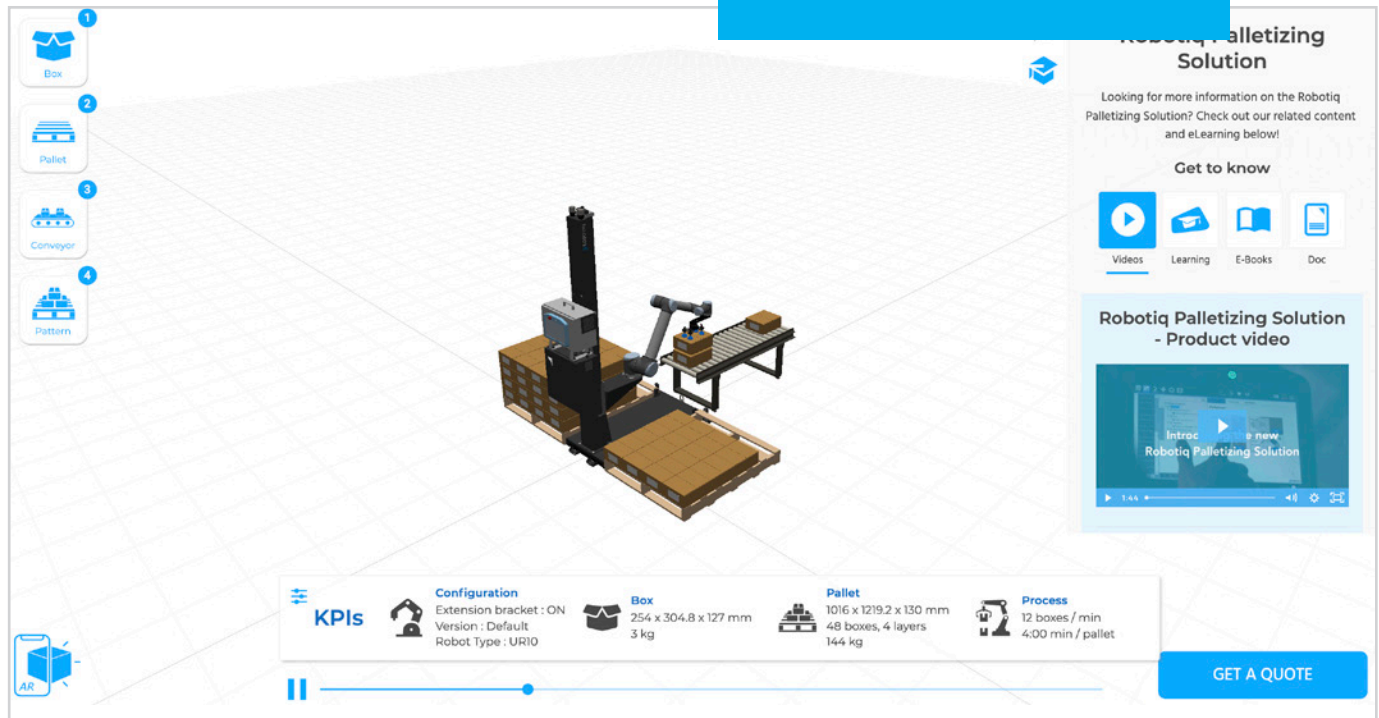 1
Box
2
Pallet
3
Conveyor
4
Pattern
Robotiq Palletizing
Solution
Looking for more information on the Robotiq
Palletizing Solution? Check out our related content
and eLearning below!
Get to know
Videos
Learning
E-Books
Doc
Robotiq Palletizing Solution
- Product video
the new
Robotiq Palletizing Solution
1:44
KPIs
Configuration
Extension bracket : ON
Version : Default
Robot Type : UR10
Box
254 x 304.8 x 127 mm
3 kg
Pallet
1016 x 1219.2 x 130 mm
48 boxes, 4 layers
144 kg
Process
12 boxes / min
4:00 min / pallet
AR
GET A QUOTE